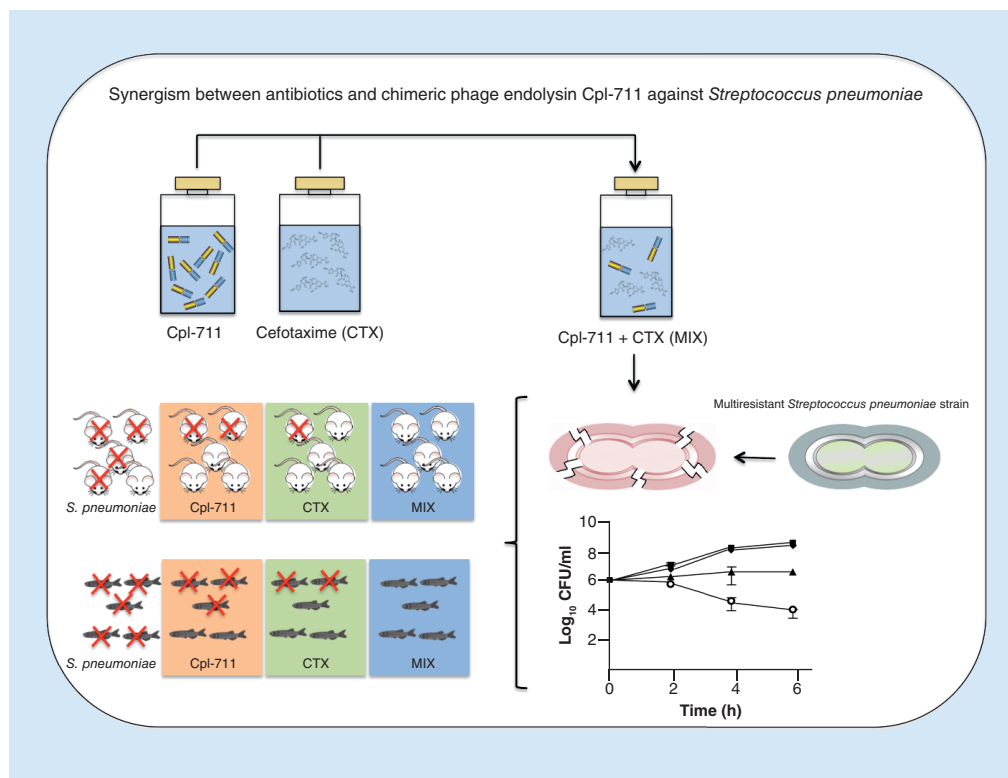 Synergism between antibiotics and chimeric phage endolysin Cpl-711 against Streptococcus pneumoniae
Cpl-711
Cefotaxime (CTX)
Cpl-711 + CTX (MIX)
Multiresistant Streptococcus pneumoniae strain
S. pneumoniae
Cpl-711
CTX
MIX
S. pneumoniae
Cpl-711
CTX
MIX
Log10 CFU/ml
10
8
6
4
2
0
2
4
6
Time (h)